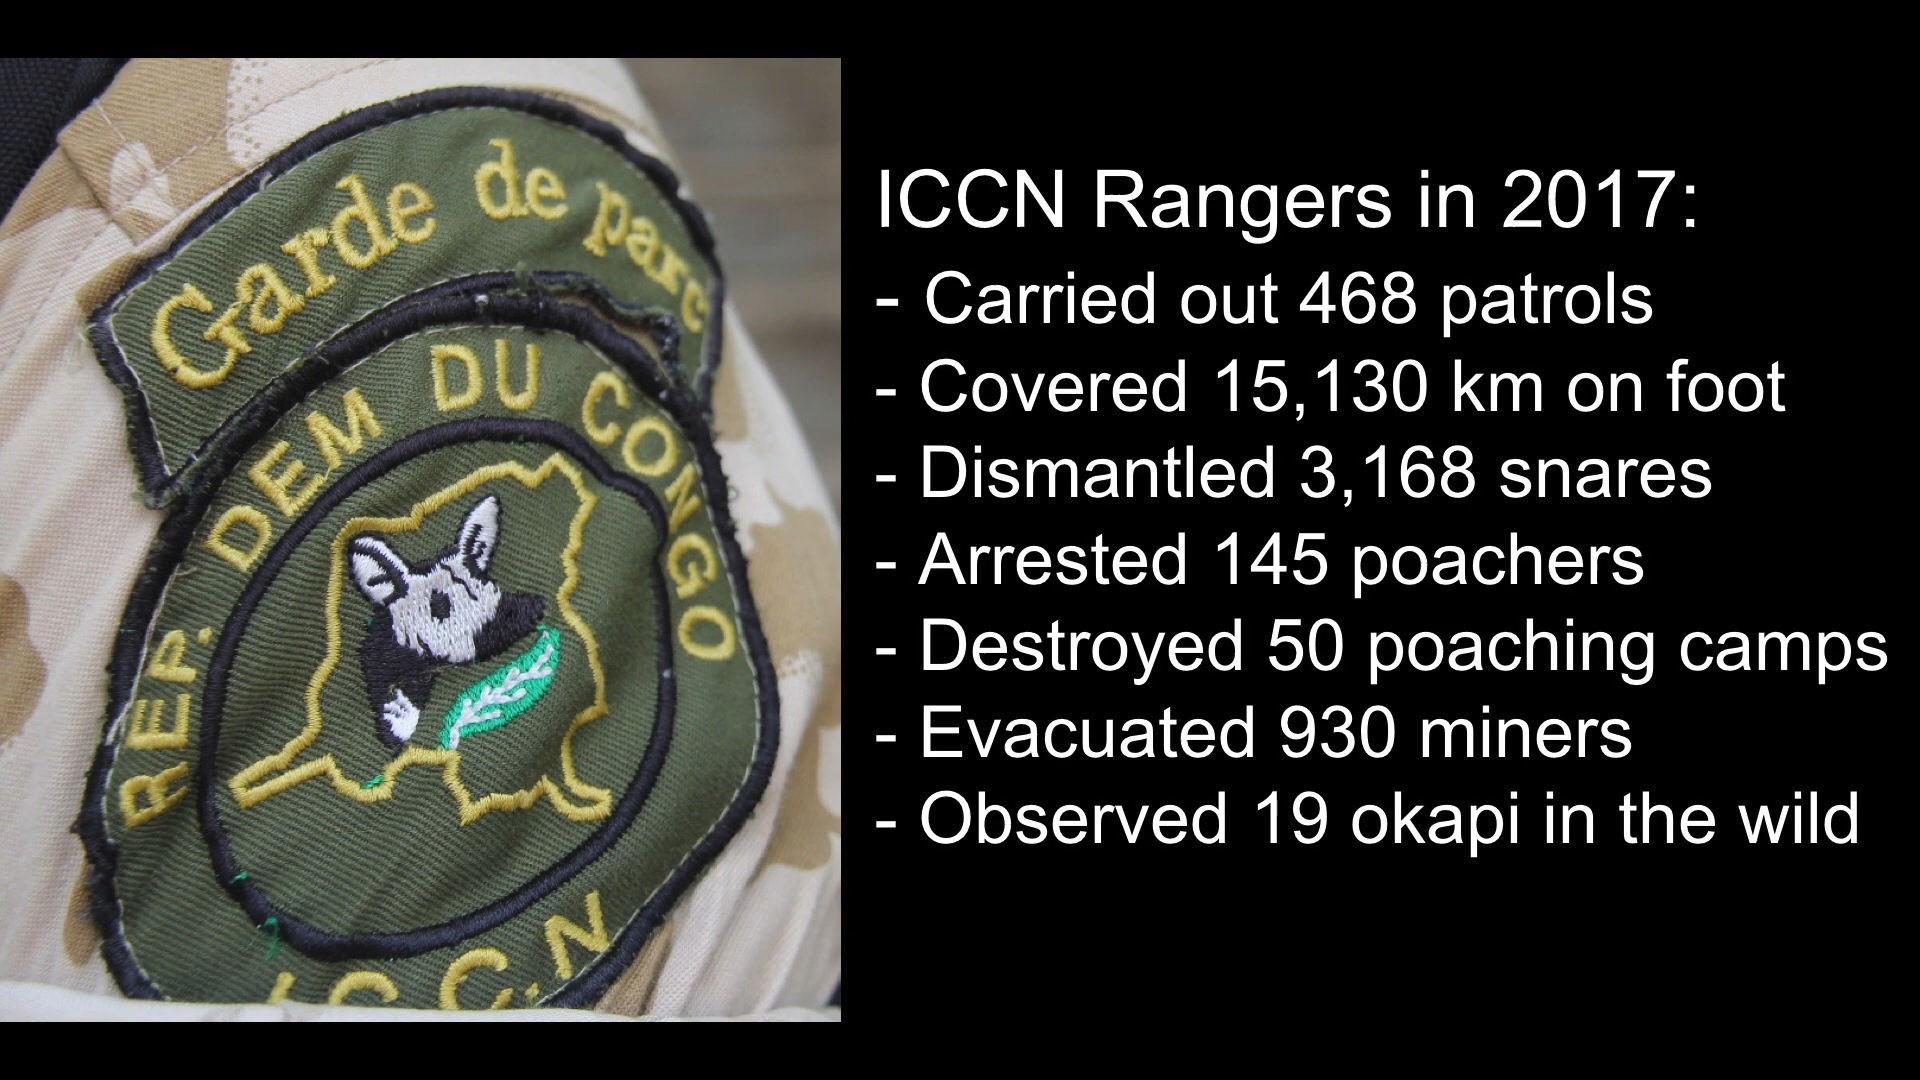 Garde de parc
REP. DEM DU CONGO
I.C.C.N
ICCN Rangers in 2017:
- Carried out 468 patrols
- Covered 15,130 km on foot
- Dismantled 3,168 snares
- Arrested 145 poachers
- Destroyed 50 poaching camps
- Evacuated 930 miners
- Observed 19 okapi in the wild